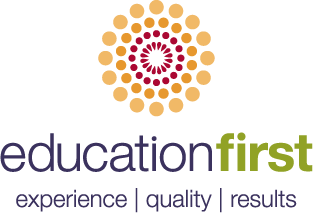 educationfirst
experience | quality | results